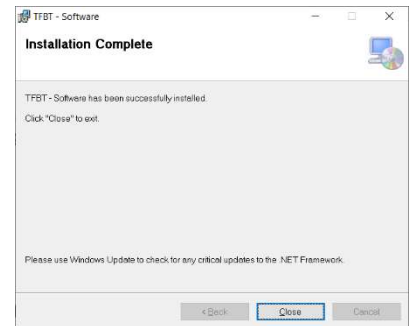 TFBT - Software
Installation Complete
TFBT - Software has been successfully installed.
Click "Close" to exit.
Please use Windows Update to check for any critical updates to the .NET Framework.
< Back
Close
Cancel